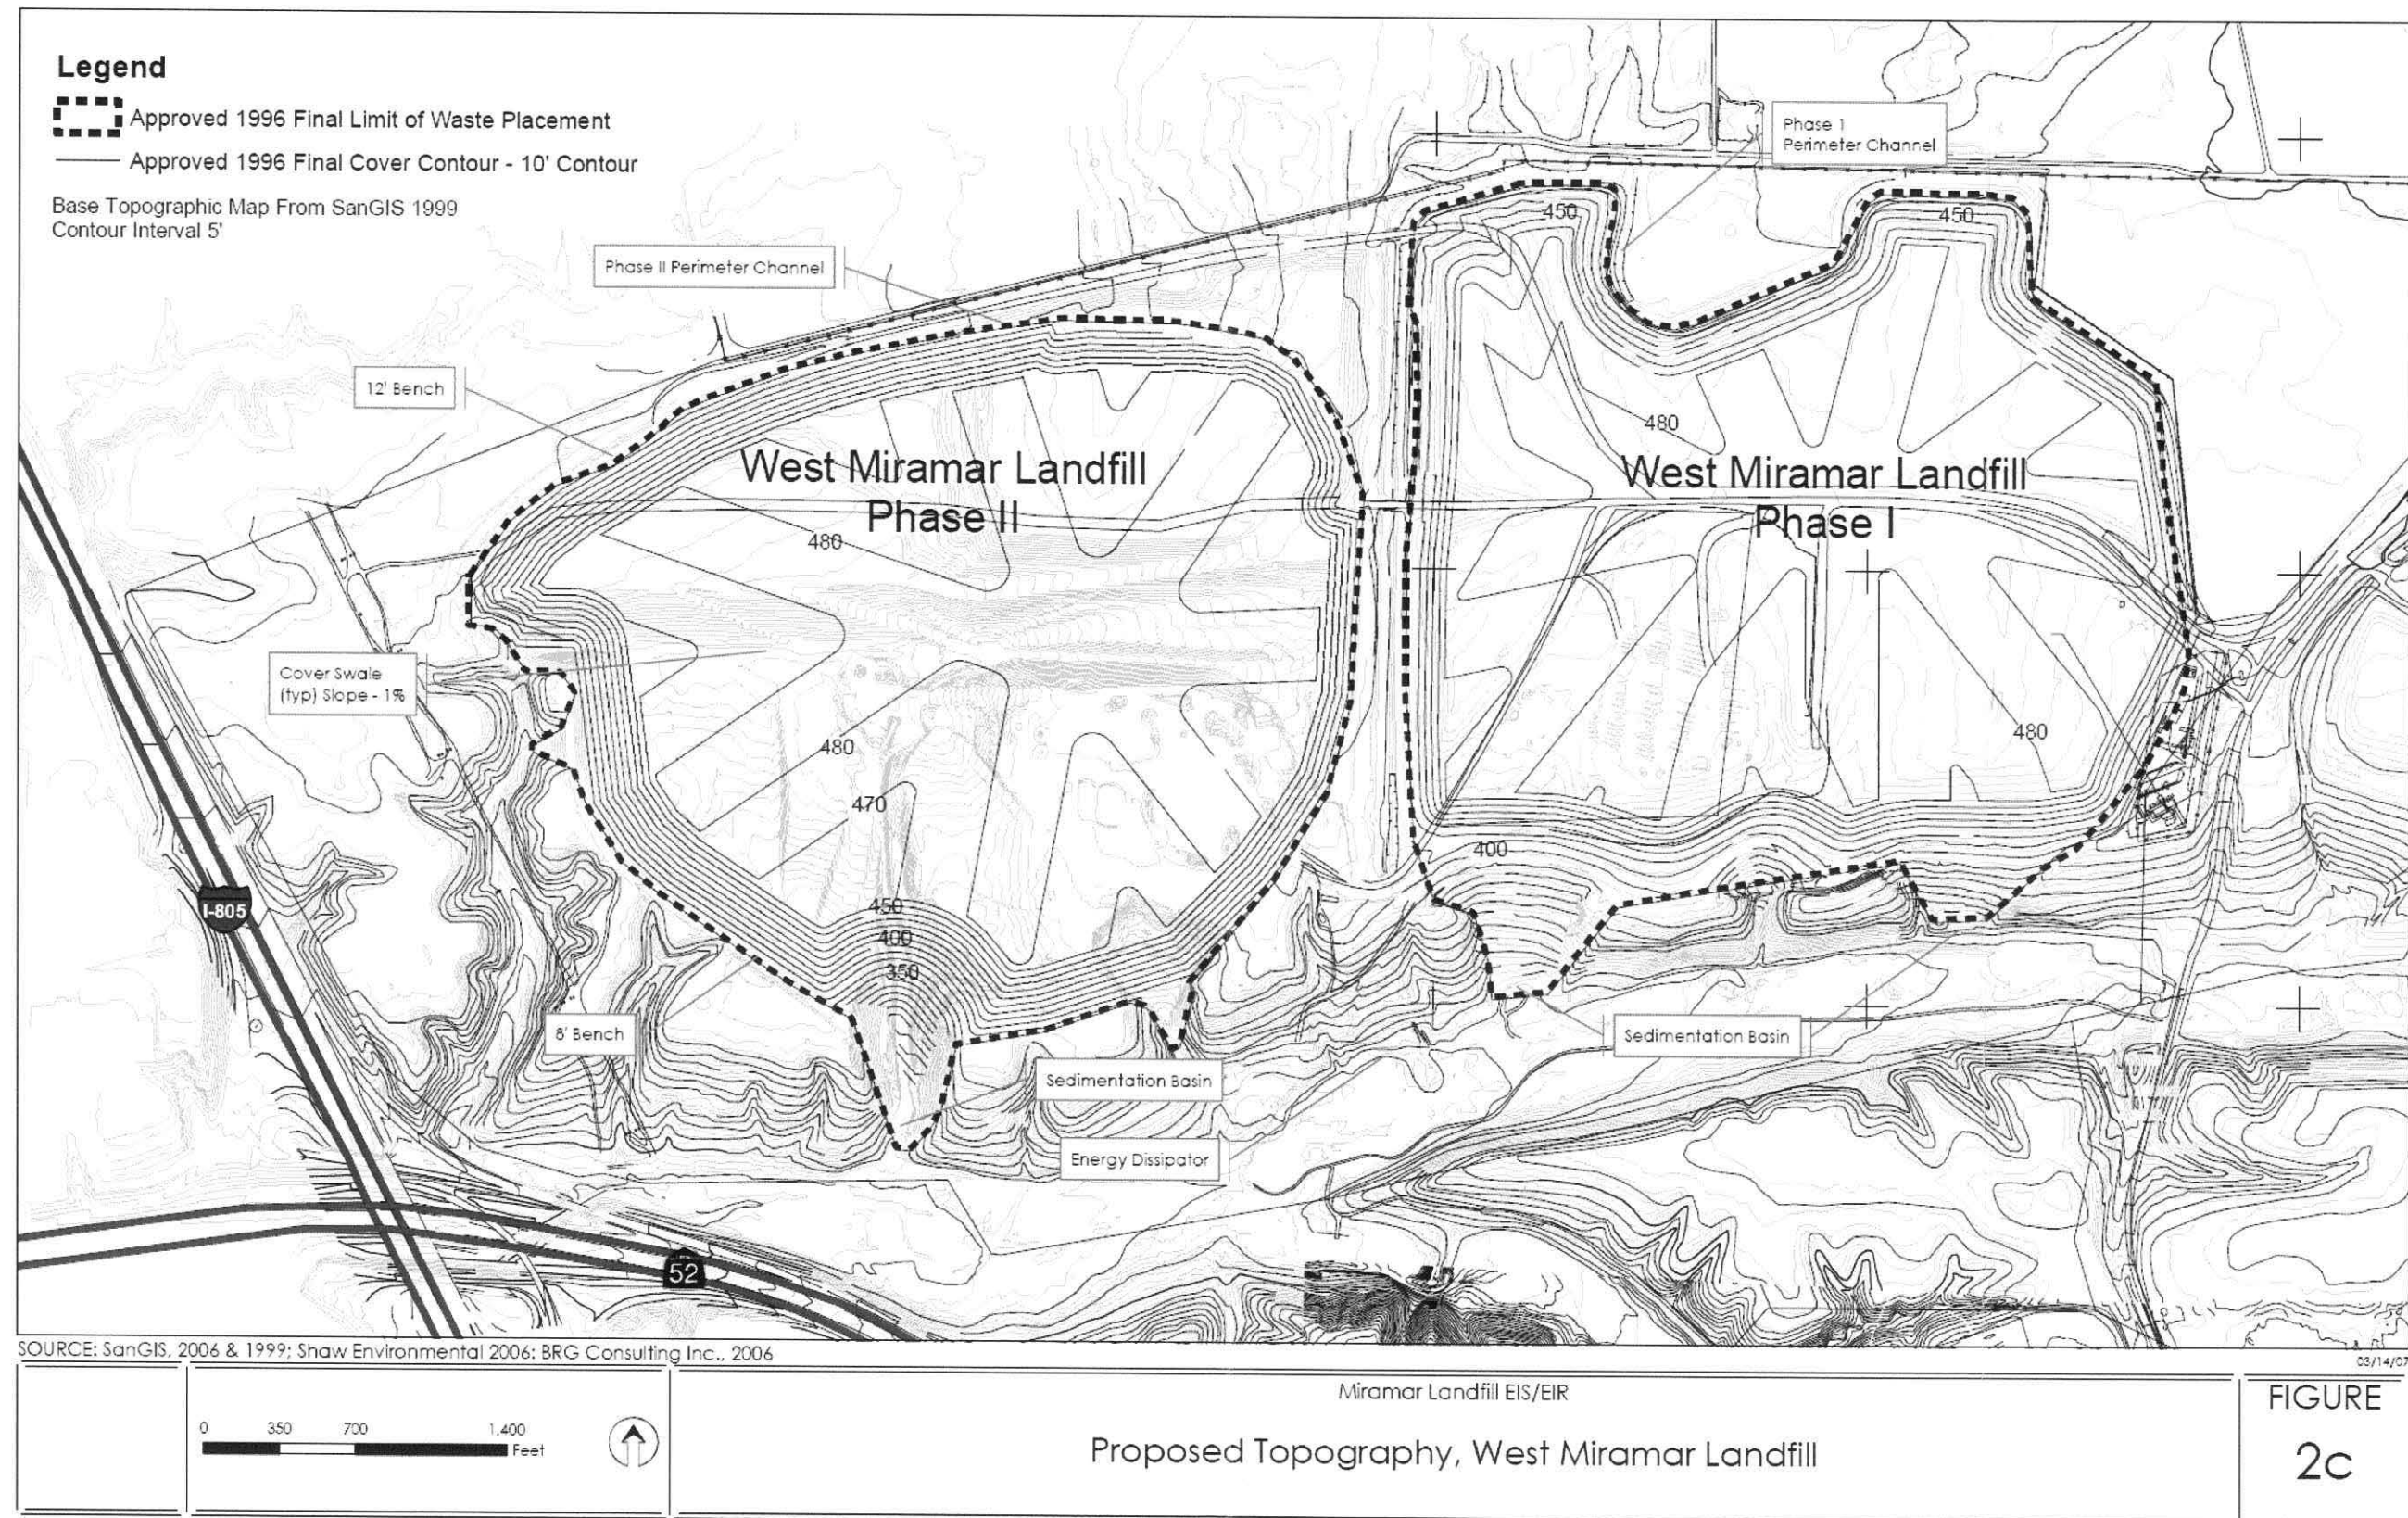 Legend
Approved 1996 Final Limit of Waste Placement
Approved 1996 Final Cover Contour - 10' Contour
Base Topographic Map From SanGIS 1999
Contour Interval 5'
Phase 1
Perimeter Channel
450
450
Phase II Perimeter Channel
12' Bench
480
West Miramar Landfill
Phase II
West Miramar Landfill
Phase I
480
Cover Swale
(typ) Slope - 1%
480
480
470
400
450
400
350
I-805
8' Bench
Sedimentation Basin
Sedimentation Basin
Energy Dissipator
52
SOURCE: SanGIS, 2006 & 1999; Shaw Environmental 2006; BRG Consulting Inc., 2006
03/14/07
0 350 700 1,400
Feet
Miramar Landfill EIS/EIR
Proposed Topography, West Miramar Landfill
FIGURE
2c